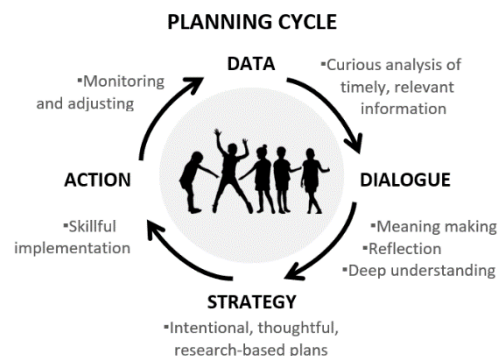 PLANNING CYCLE
DATA
▪Curious analysis of
timely, relevant
information
DIALOGUE
▪Meaning making
▪Reflection
▪Deep understanding
STRATEGY
▪Intentional, thoughtful,
research-based plans
ACTION
▪Skillful
implementation
▪Monitoring
and adjusting